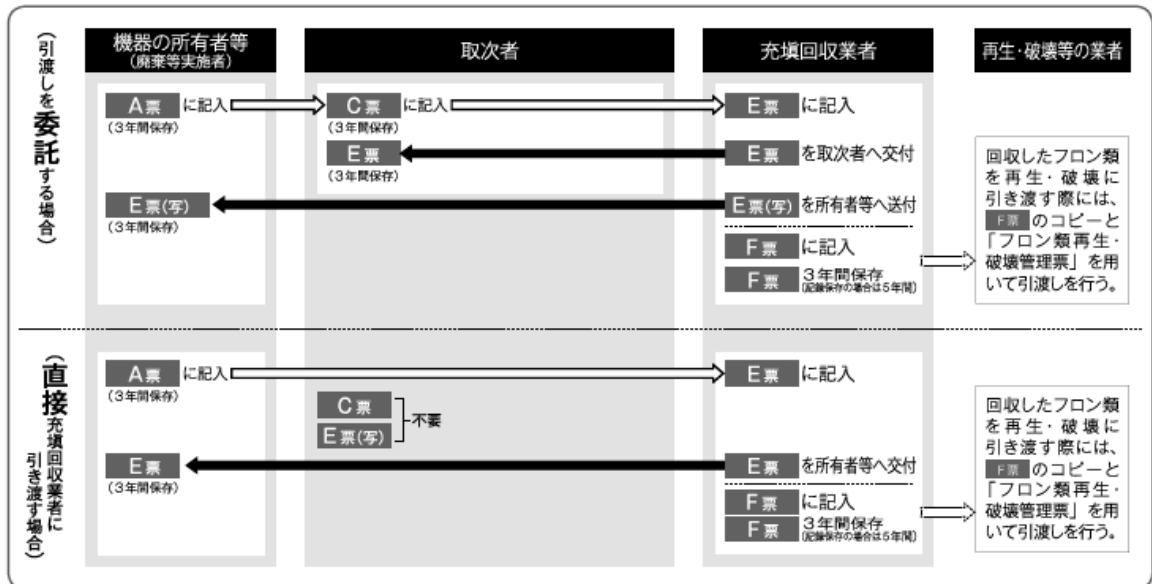 (引渡しを委託する場合)
機器の所有者等
(廃棄等実施者)
取次者
充填回収業者
再生・破壊等の業者
A票 に記入
(3年間保存)
C票 に記入
(3年間保存)
E票 に記入
E票
(3年間保存)
E票 を取次者へ交付
E票(写)
(3年間保存)
E票(写) を所有者等へ送付
F票 に記入
F票 3年間保存
(記録保存の場合は5年間)
回収したフロン類
を再生・破壊に
引き渡す際には、
F票 のコピーと
「フロン類再生・
破壊管理票」を用
いて引渡しを行う。
(直接充填回収業者に
引き渡す場合)
A票 に記入
(3年間保存)
E票 に記入
C票
E票(写)
不要
E票
(3年間保存)
E票 を所有者等へ交付
F票 に記入
F票 3年間保存
(記録保存の場合は5年間)
回収したフロン類
を再生・破壊に
引き渡す際には、
F票 のコピーと
「フロン類再生・
破壊管理票」を用
いて引渡しを行う。